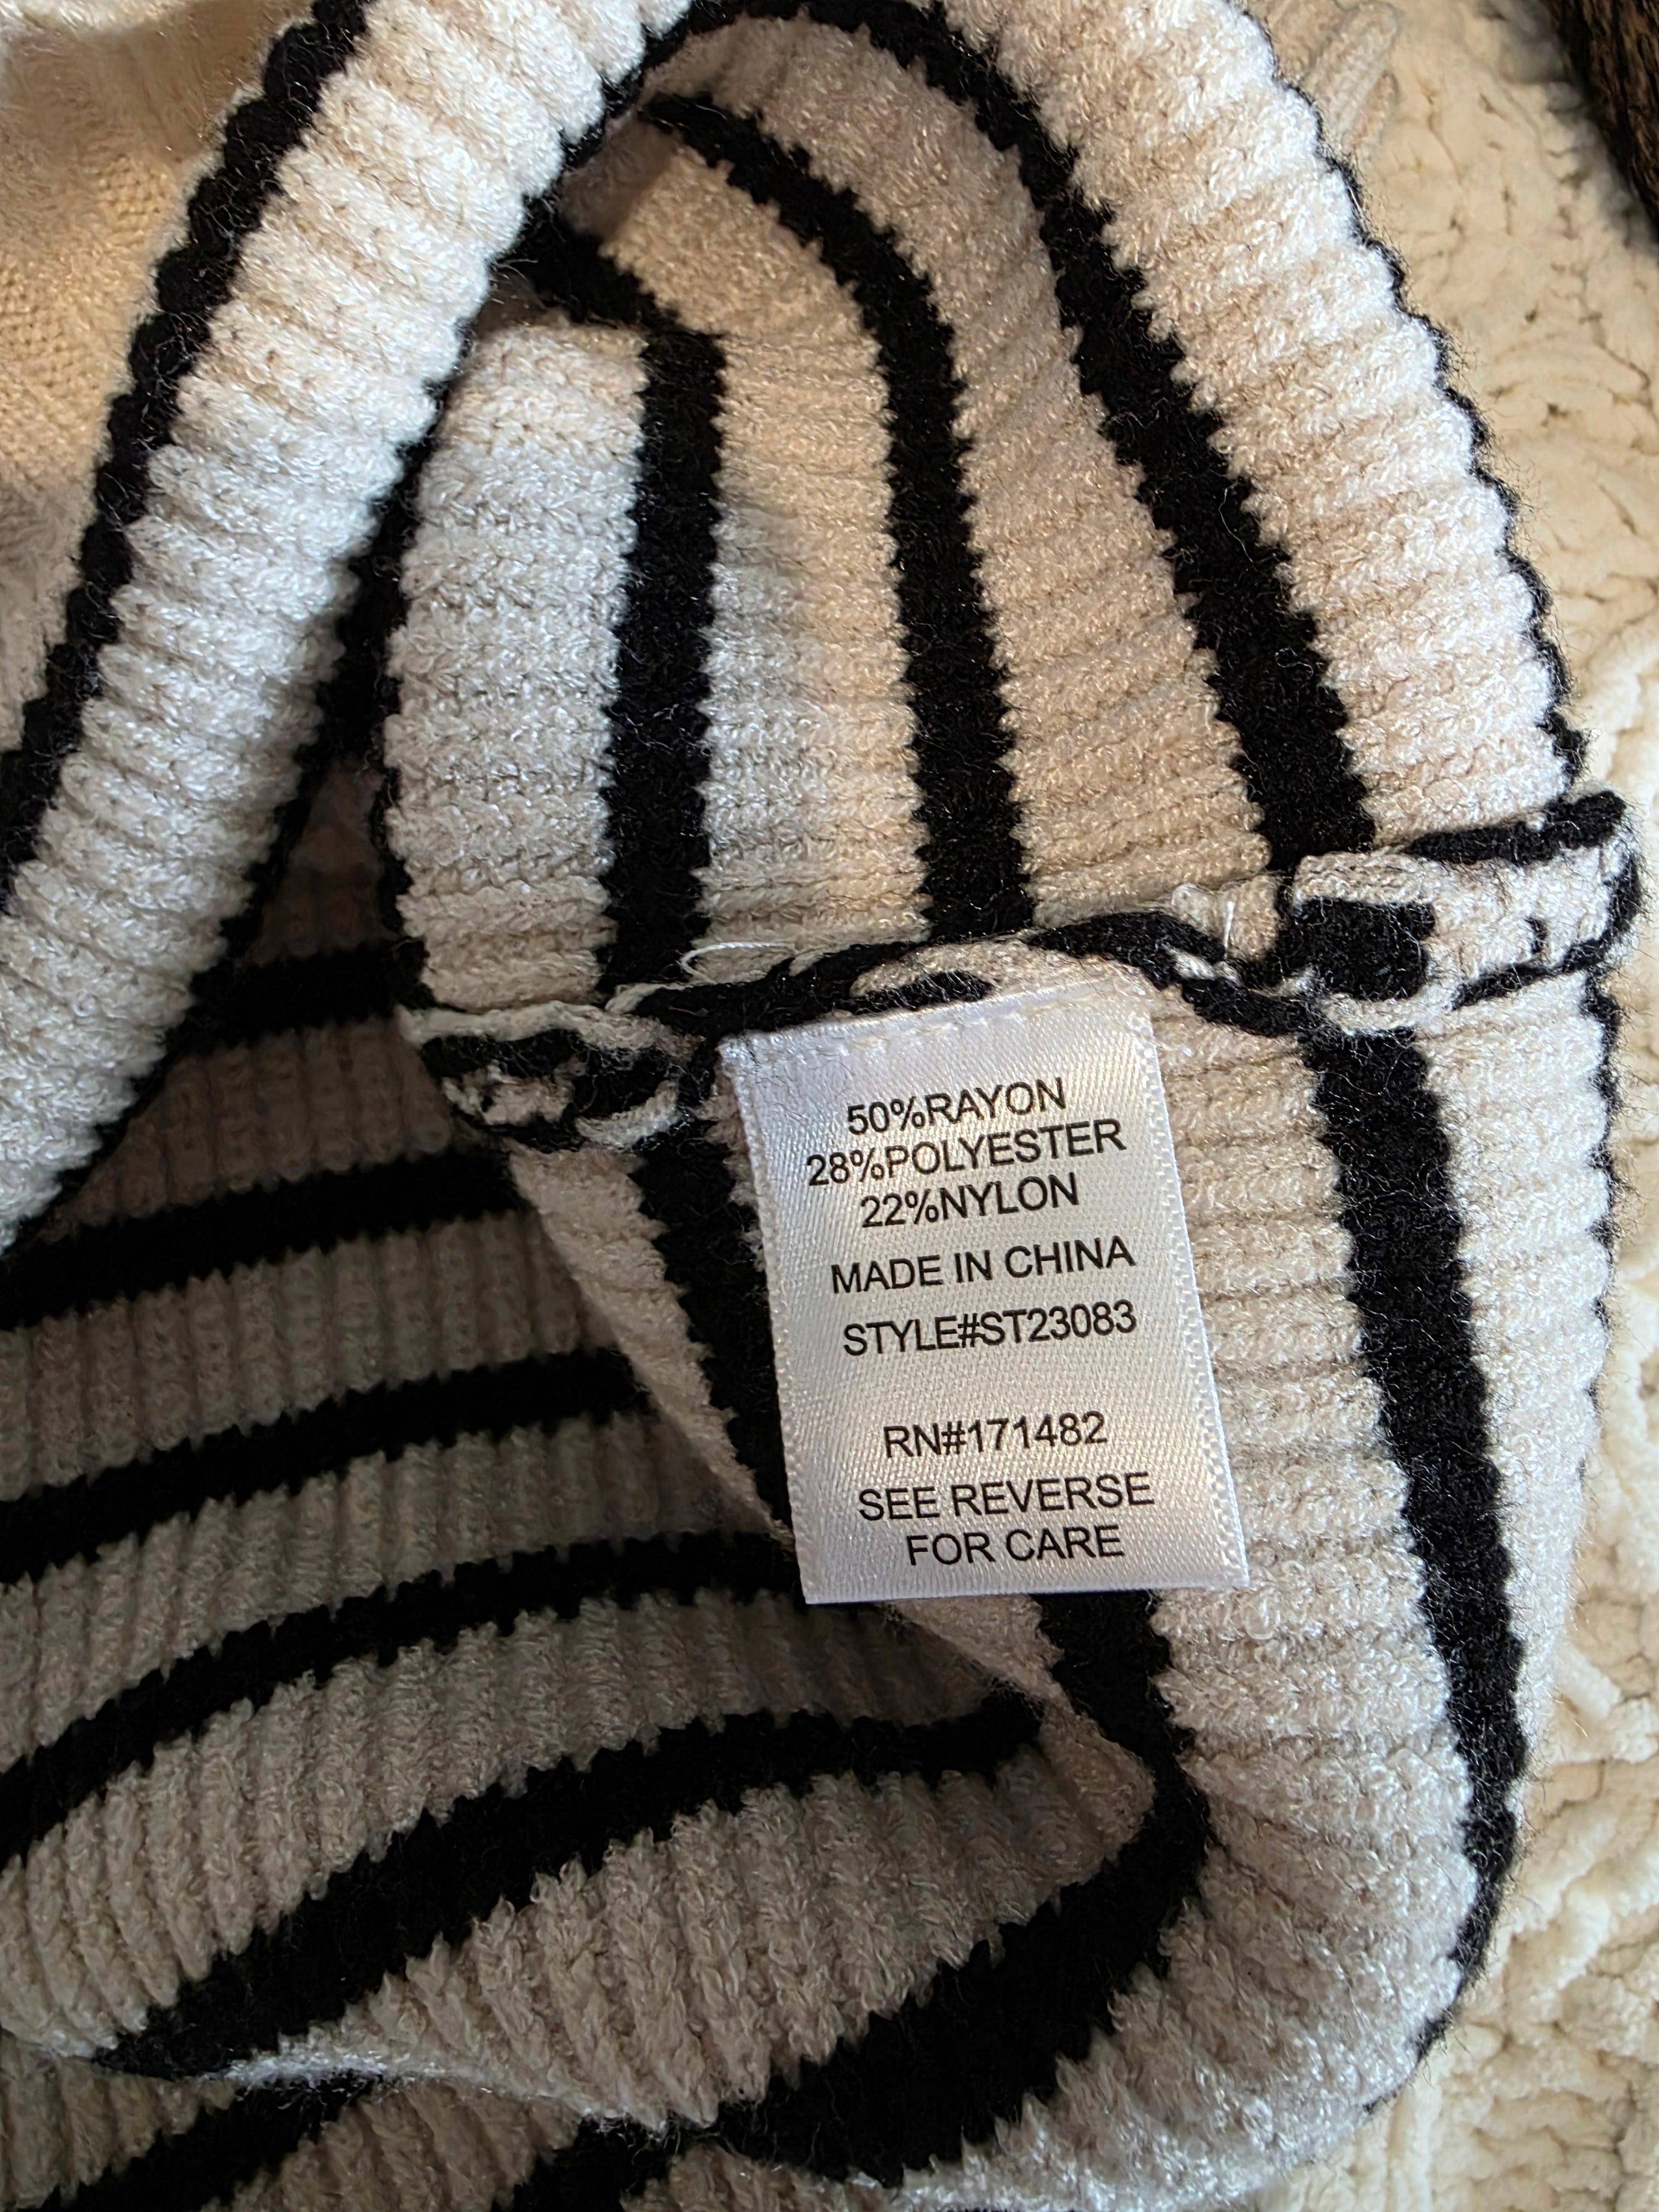 50%RAYON
28%POLYESTER
22%NYLON
MADE IN CHINA
STYLE#ST23083
RN#171482
SEE REVERSE
FOR CARE